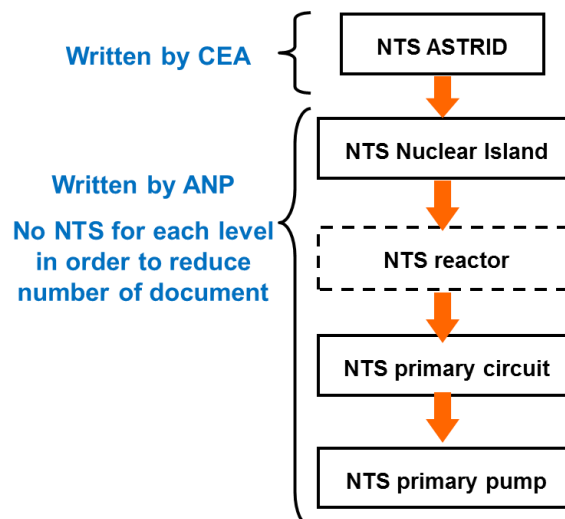 Written by CEA
NTS ASTRID
NTS Nuclear Island
Written by ANP
No NTS for each level
in order to reduce
number of document
NTS reactor
NTS primary circuit
NTS primary pump